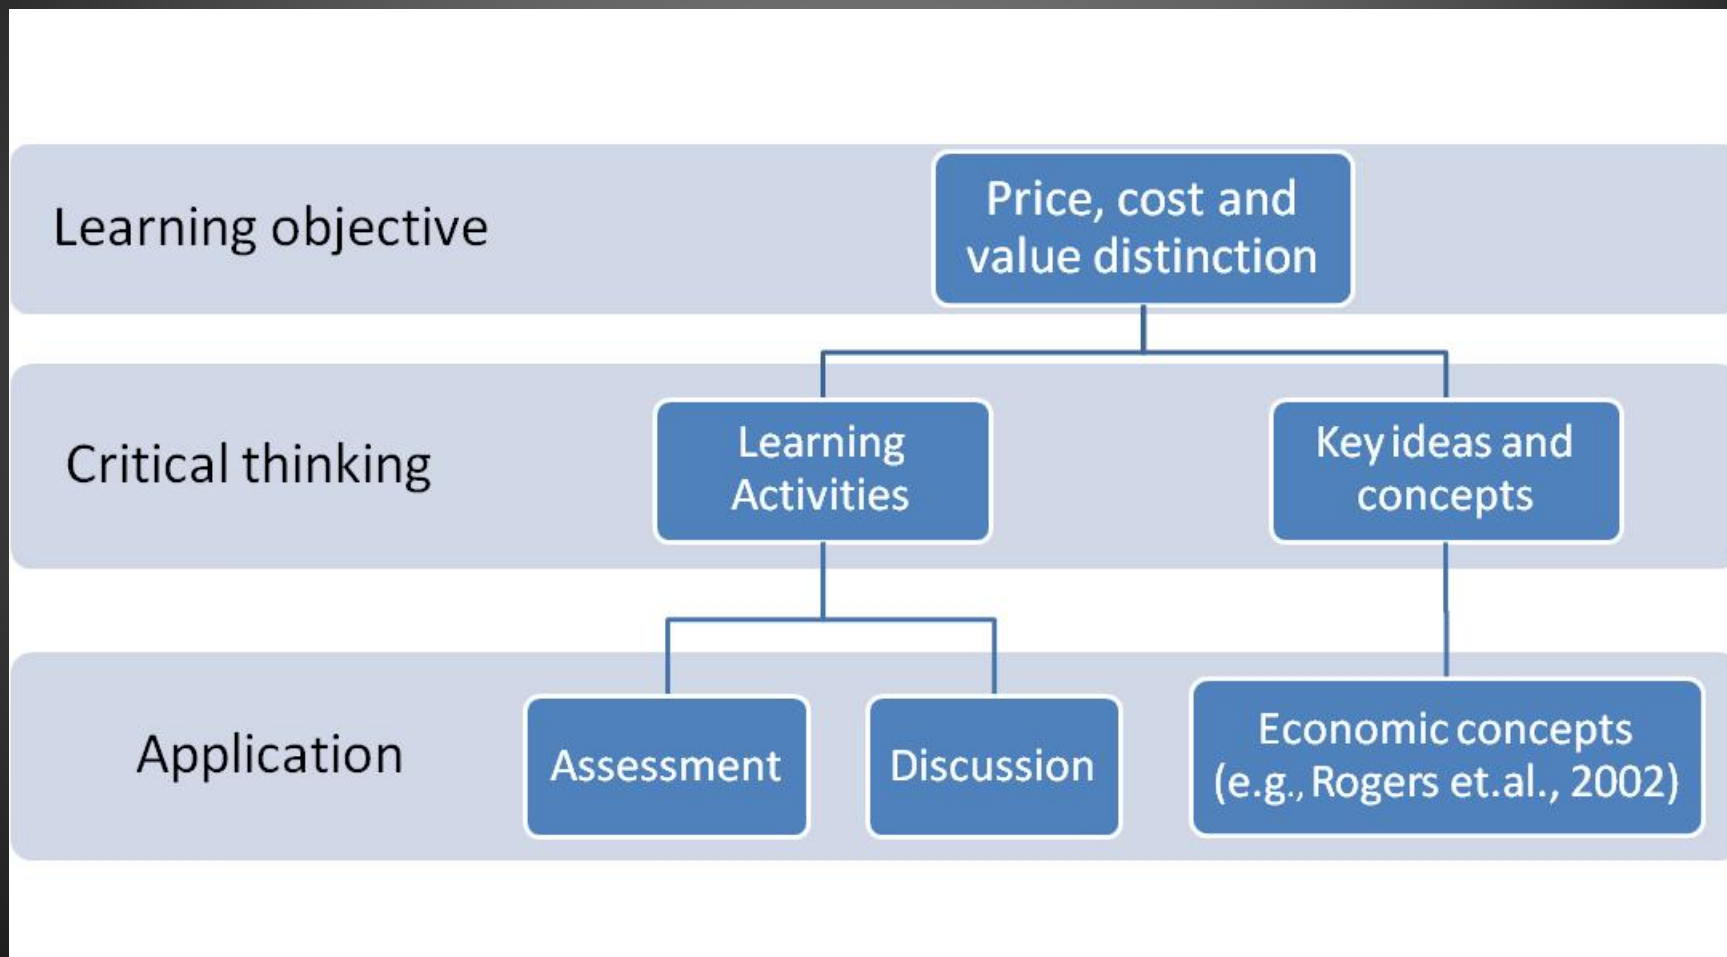 Learning objective
Price, cost and
value distinction
Critical thinking
Learning
Activities
Key ideas and
concepts
Application
Assessment
Discussion
Economic concepts
(e.g., Rogers et.al., 2002)